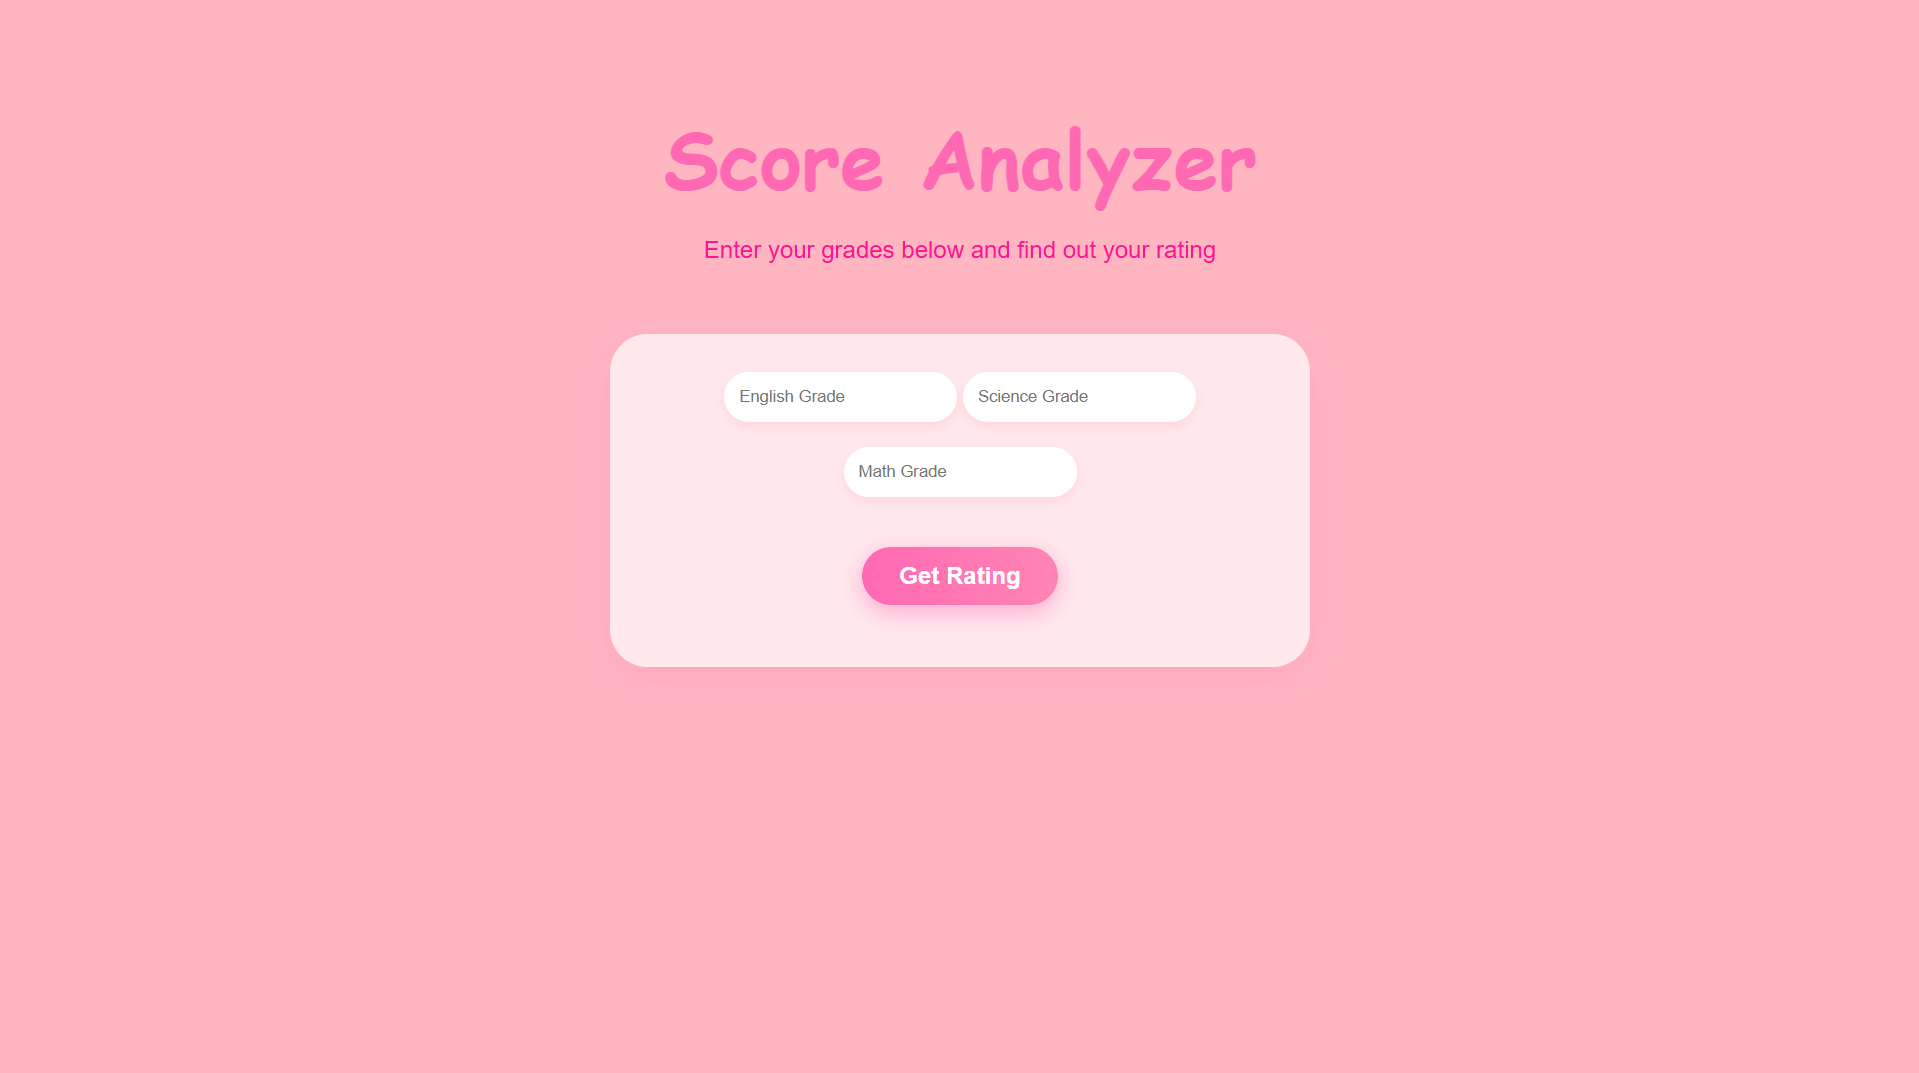 Score Analyzer
Enter your grades below and find out your rating
English Grade
Science Grade
Math Grade
Get Rating